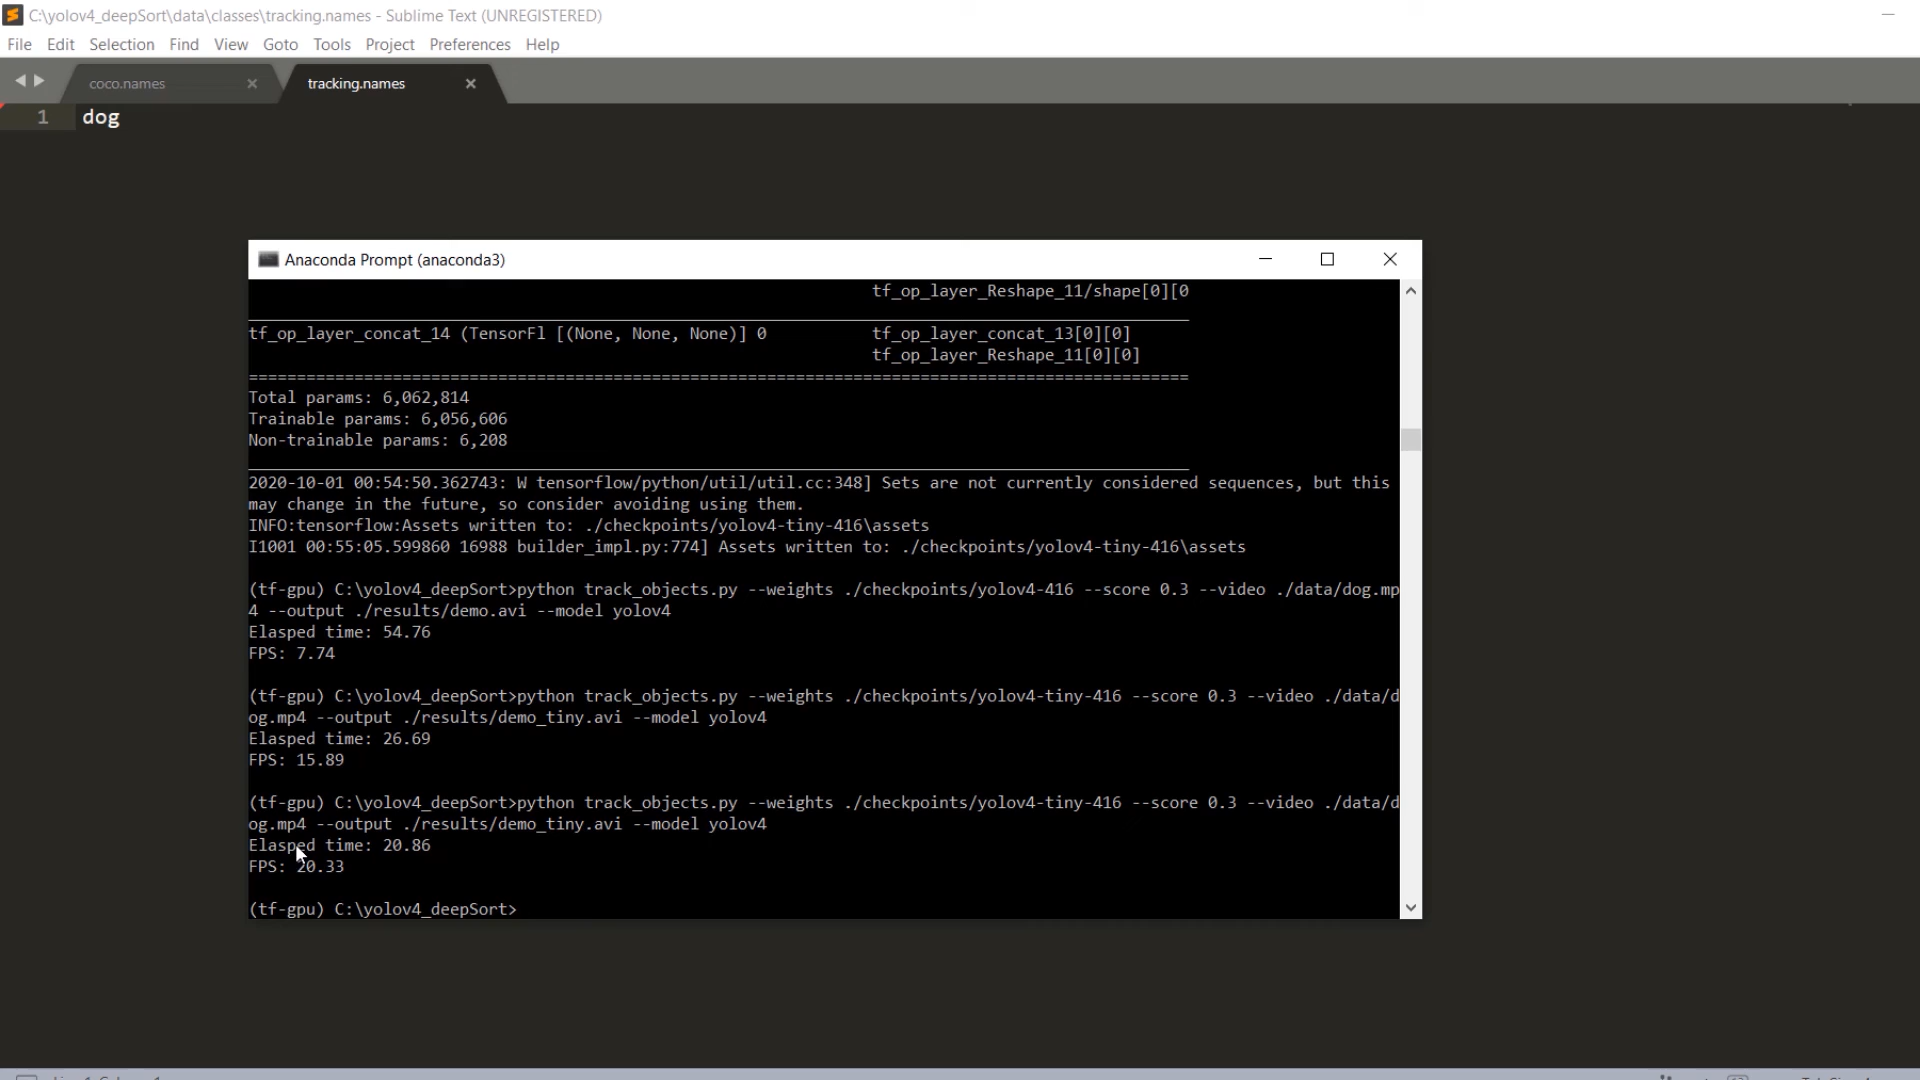 C:\yolov4_deepSort\data\classes\tracking.names - Sublime Text (UNREGISTERED)
File Edit Selection Find View Goto Tools Project Preferences Help
coco.names tracking.names
1 dog
Anaconda Prompt (anaconda3)
tf_op_layer_Reshape_11/shape[0][0
tf_op_layer_concat_14 (TensorFl [(None, None, None)] 0 tf_op_layer_concat_13[0][0]
tf_op_layer_Reshape_11[0][0]
==================================================================================================
Total params: 6,062,814
Trainable params: 6,056,606
Non-trainable params: 6,208
2020-10-01 00:54:50.362743: W tensorflow/python/util/util.cc:348] Sets are not currently considered sequences, but this
may change in the future, so consider avoiding using them.
INFO:tensorflow:Assets written to: ./checkpoints/yolov4-tiny-416\assets
I1001 00:55:05.599860 16988 builder_impl.py:774] Assets written to: ./checkpoints/yolov4-tiny-416\assets
(tf-gpu) C:\yolov4_deepSort>python track_objects.py --weights ./checkpoints/yolov4-416 --score 0.3 --video ./data/dog.mp
4 --output ./results/demo.avi --model yolov4
Elasped time: 54.76
FPS: 7.74
(tf-gpu) C:\yolov4_deepSort>python track_objects.py --weights ./checkpoints/yolov4-tiny-416 --score 0.3 --video ./data/d
og.mp4 --output ./results/demo_tiny.avi --model yolov4
Elasped time: 26.69
FPS: 15.89
(tf-gpu) C:\yolov4_deepSort>python track_objects.py --weights ./checkpoints/yolov4-tiny-416 --score 0.3 --video ./data/d
og.mp4 --output ./results/demo_tiny.avi --model yolov4
Elasped time: 20.86
FPS: 20.33
(tf-gpu) C:\yolov4_deepSort>